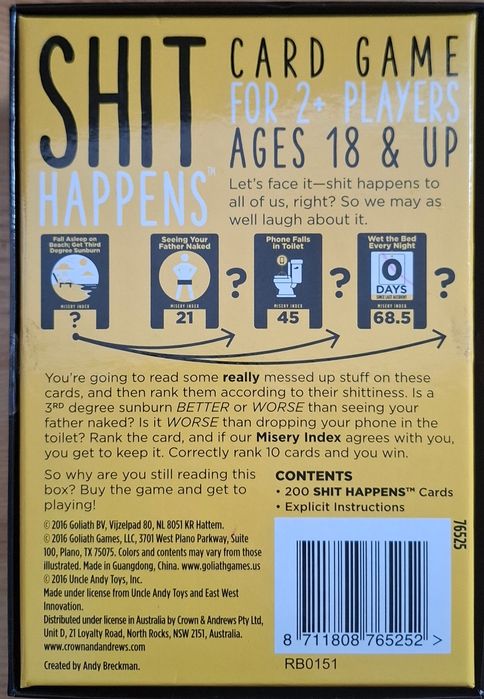 SHIT
HAPPENS™
CARD GAME
FOR 2+ PLAYERS
AGES 18 & UP
Let's face it—shit happens to
all of us, right? So we may as
well laugh about it.
Fall Asleep on
Beach; Get Third
Degree Sunburn
MISERY INDEX
?
Seeing Your
Father Naked
MISERY INDEX
21
?
Phone Falls
in Toilet
MISERY INDEX
45
?
Wet the Bed
Every Night
0
DAYS
SINCE LAST ACCIDENT
MISERY INDEX
68.5
?
You're going to read some really messed up stuff on these
cards, and then rank them according to their shittiness. Is a
3RD degree sunburn BETTER or WORSE than seeing your
father naked? Is it WORSE than dropping your phone in the
toilet? Rank the card, and if our Misery Index agrees with you,
you get to keep it. Correctly rank 10 cards and you win.
So why are you still reading this
box? Buy the game and get to
playing!
CONTENTS
• 200 SHIT HAPPENS™ Cards
• Explicit Instructions
© 2016 Goliath BV, Vijzelpad 80, NL 8051 KR Hattem.
© 2016 Goliath Games, LLC, 3701 West Plano Parkway, Suite
100, Plano, TX 75075. Colors and contents may vary from those
illustrated. Made in Guangdong, China. www.goliathgames.us
© 2016 Uncle Andy Toys, Inc.
Made under license from Uncle Andy Toys and East West
Innovation.
Distributed under license in Australia by Crown & Andrews Pty Ltd,
Unit D, 21 Loyalty Road, North Rocks, NSW 2151, Australia.
www.crownandandrews.com
Created by Andy Breckman.
76525
8 711808 765252 >
RB0151